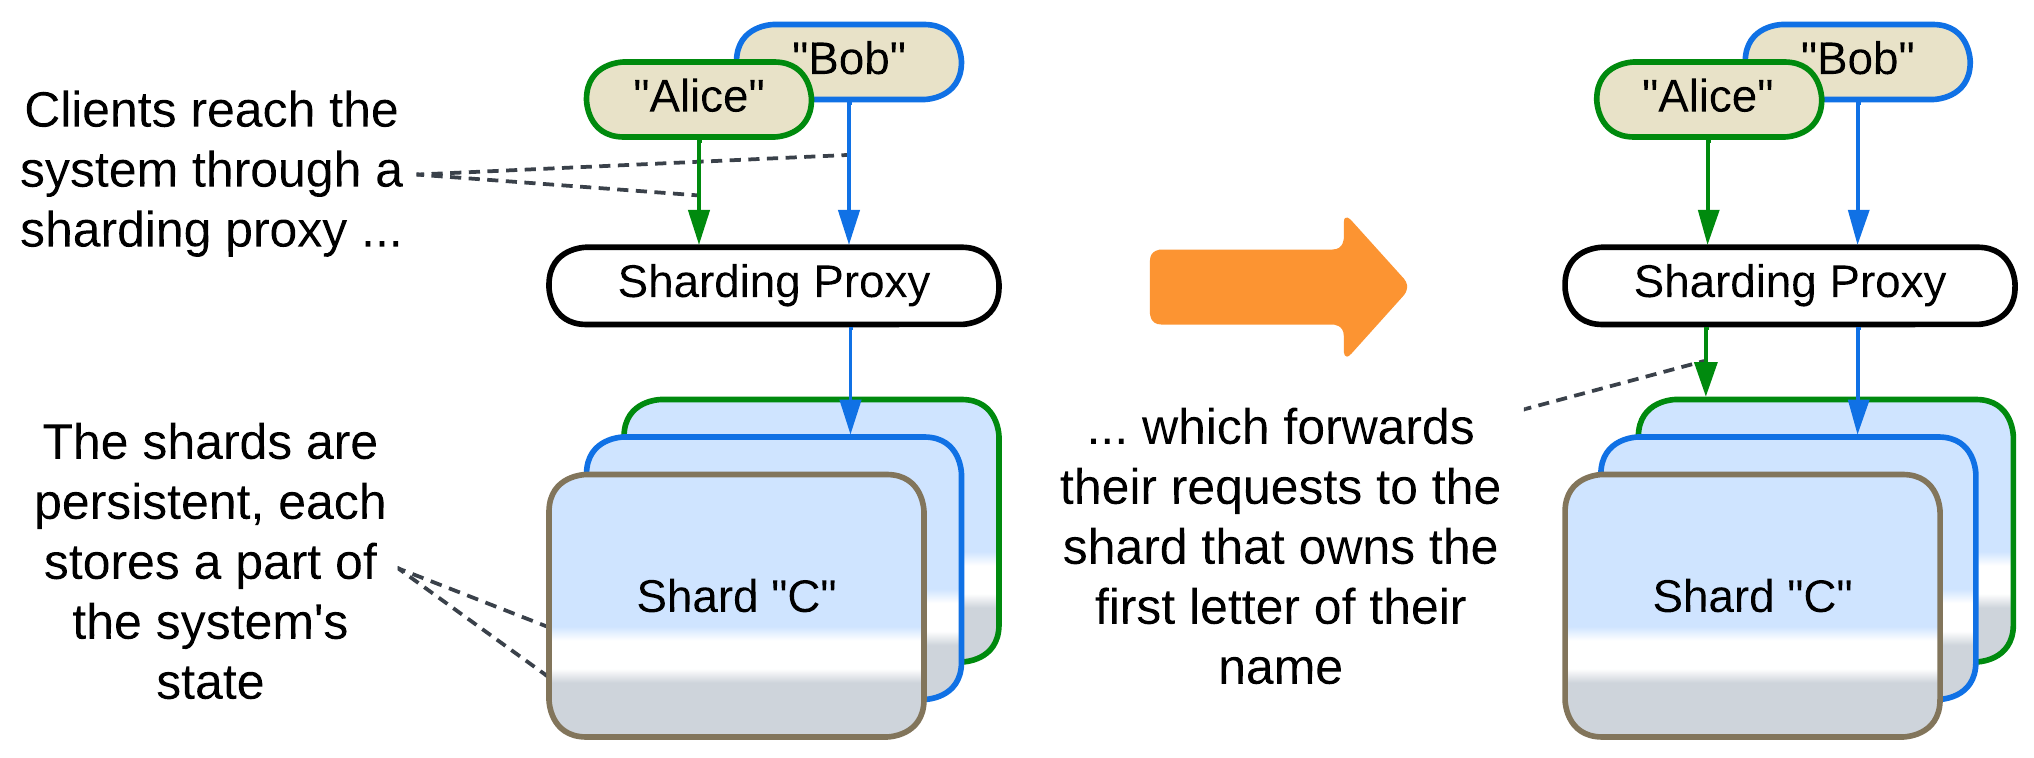 "Bob"
"Alice"
Clients reach the
system through a
sharding proxy ...
Sharding Proxy
The shards are
persistent, each
stores a part of
the system's
state
Shard "C"
"Bob"
"Alice"
Sharding Proxy
... which forwards
their requests to the
shard that owns the
first letter of their
name
Shard "C"